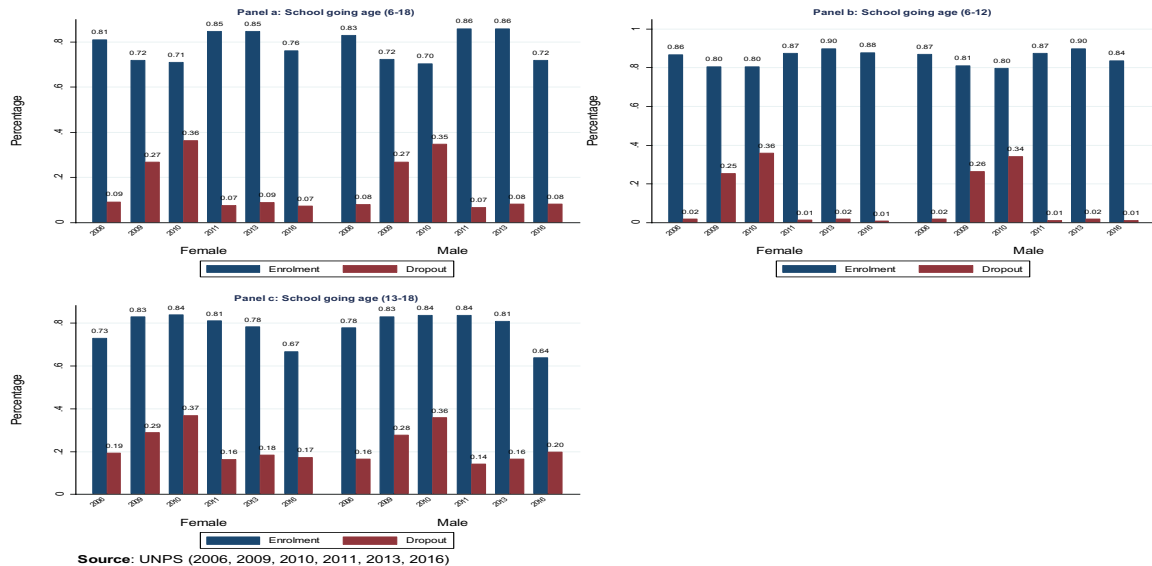 Panel a: School going age (6-18)
Percentage
0 .2 .4 .6 .8
0.81 0.72 0.71 0.85 0.85 0.76 0.83 0.72 0.70 0.86 0.86 0.72
0.09 0.27 0.36 0.07 0.09 0.07 0.08 0.27 0.35 0.07 0.08 0.08
2006 2009 2010 2011 2013 2016 2006 2009 2010 2011 2013 2016
Female Male
Enrolment Dropout
Panel b: School going age (6-12)
Percentage
0 .2 .4 .6 .8 1
0.86 0.80 0.80 0.87 0.90 0.88 0.87 0.81 0.80 0.87 0.90 0.84
0.02 0.25 0.36 0.01 0.02 0.01 0.02 0.26 0.34 0.01 0.02 0.01
2006 2009 2010 2011 2013 2016 2006 2009 2010 2011 2013 2016
Female Male
Enrolment Dropout
Panel c: School going age (13-18)
Percentage
0 .2 .4 .6 .8
0.73 0.83 0.84 0.81 0.78 0.67 0.78 0.83 0.84 0.84 0.81 0.64
0.19 0.29 0.37 0.16 0.18 0.17 0.16 0.28 0.36 0.14 0.16 0.20
2006 2009 2010 2011 2013 2016 2006 2009 2010 2011 2013 2016
Female Male
Enrolment Dropout
Source: UNPS (2006, 2009, 2010, 2011, 2013, 2016)